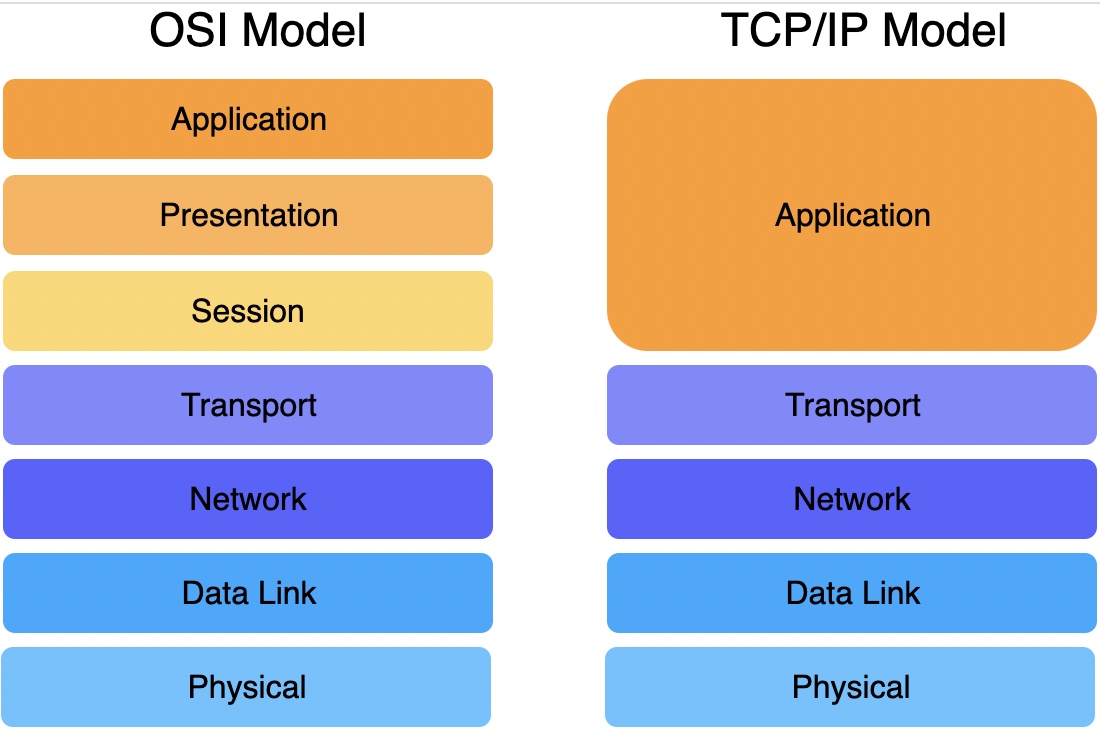 OSI Model
Application
Presentation
Session
Transport
Network
Data Link
Physical
TCP/IP Model
Application
Transport
Network
Data Link
Physical